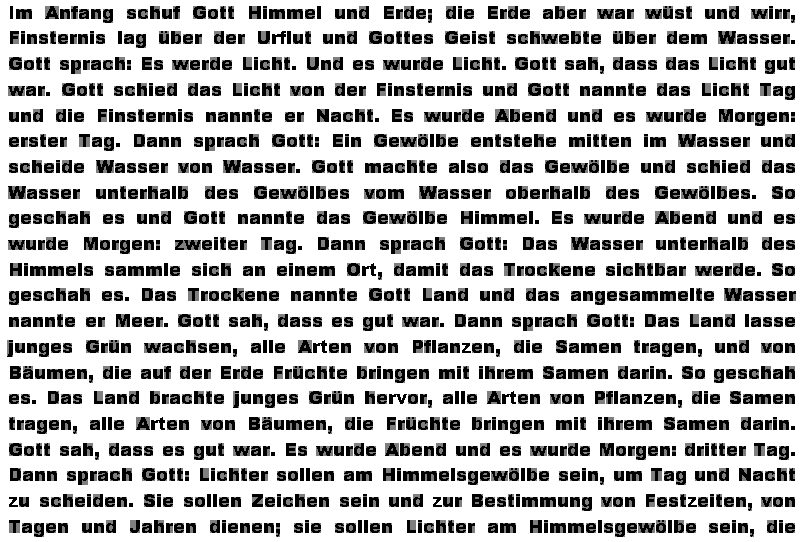 Im Anfang schuf Gott Himmel und Erde; die Erde aber war wüst und wirr,
Finsternis lag über der Urflut und Gottes Geist schwebte über dem Wasser.
Gott sprach: Es werde Licht. Und es wurde Licht. Gott sah, dass das Licht gut
war. Gott schied das Licht von der Finsternis und Gott nannte das Licht Tag
und die Finsternis nannte er Nacht. Es wurde Abend und es wurde Morgen:
erster Tag. Dann sprach Gott: Ein Gewölbe entstehe mitten im Wasser und
scheide Wasser von Wasser. Gott machte also das Gewölbe und schied das
Wasser unterhalb des Gewölbes vom Wasser oberhalb des Gewölbes. So
geschah es und Gott nannte das Gewölbe Himmel. Es wurde Abend und es
wurde Morgen: zweiter Tag. Dann sprach Gott: Das Wasser unterhalb des
Himmels sammle sich an einem Ort, damit das Trockene sichtbar werde. So
geschah es. Das Trockene nannte Gott Land und das angesammelte Wasser
nannte er Meer. Gott sah, dass es gut war. Dann sprach Gott: Das Land lasse
junges Grün wachsen, alle Arten von Pflanzen, die Samen tragen, und von
Bäumen, die auf der Erde Früchte bringen mit ihrem Samen darin. So geschah
es. Das Land brachte junges Grün hervor, alle Arten von Pflanzen, die Samen
tragen, alle Arten von Bäumen, die Früchte bringen mit ihrem Samen darin.
Gott sah, dass es gut war. Es wurde Abend und es wurde Morgen: dritter Tag.
Dann sprach Gott: Lichter sollen am Himmelsgewölbe sein, um Tag und Nacht
zu scheiden. Sie sollen Zeichen sein und zur Bestimmung von Festzeiten, von
Tagen und Jahren dienen; sie sollen Lichter am Himmelsgewölbe sein, die